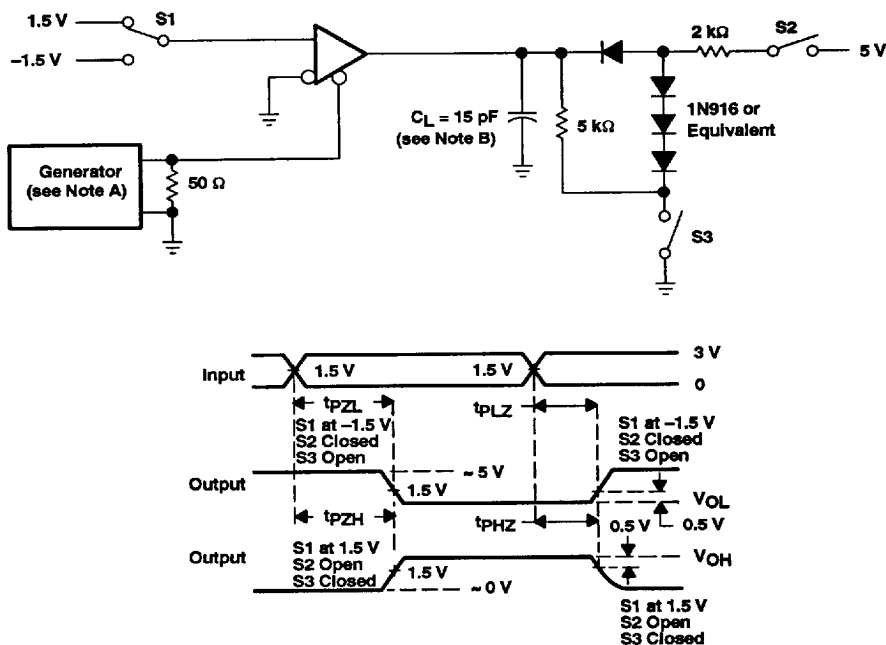 1.5 V
S1
–1.5 V
Generator
(see Note A)
50 Ω
CL = 15 pF
(see Note B)
5 kΩ
2 kΩ
S2
5 V
1N916 or
Equivalent
S3
Input
1.5 V
1.5 V
3 V
0
tPZL
S1 at –1.5 V
S2 Closed
S3 Open
tPLZ
S1 at –1.5 V
S2 Closed
S3 Open
Output
~ 5 V
1.5 V
VOL
0.5 V
tPZH
S1 at 1.5 V
S2 Open
S3 Closed
tPHZ
0.5 V
Output
1.5 V
VOH
~ 0 V
S1 at 1.5 V
S2 Open
S3 Closed